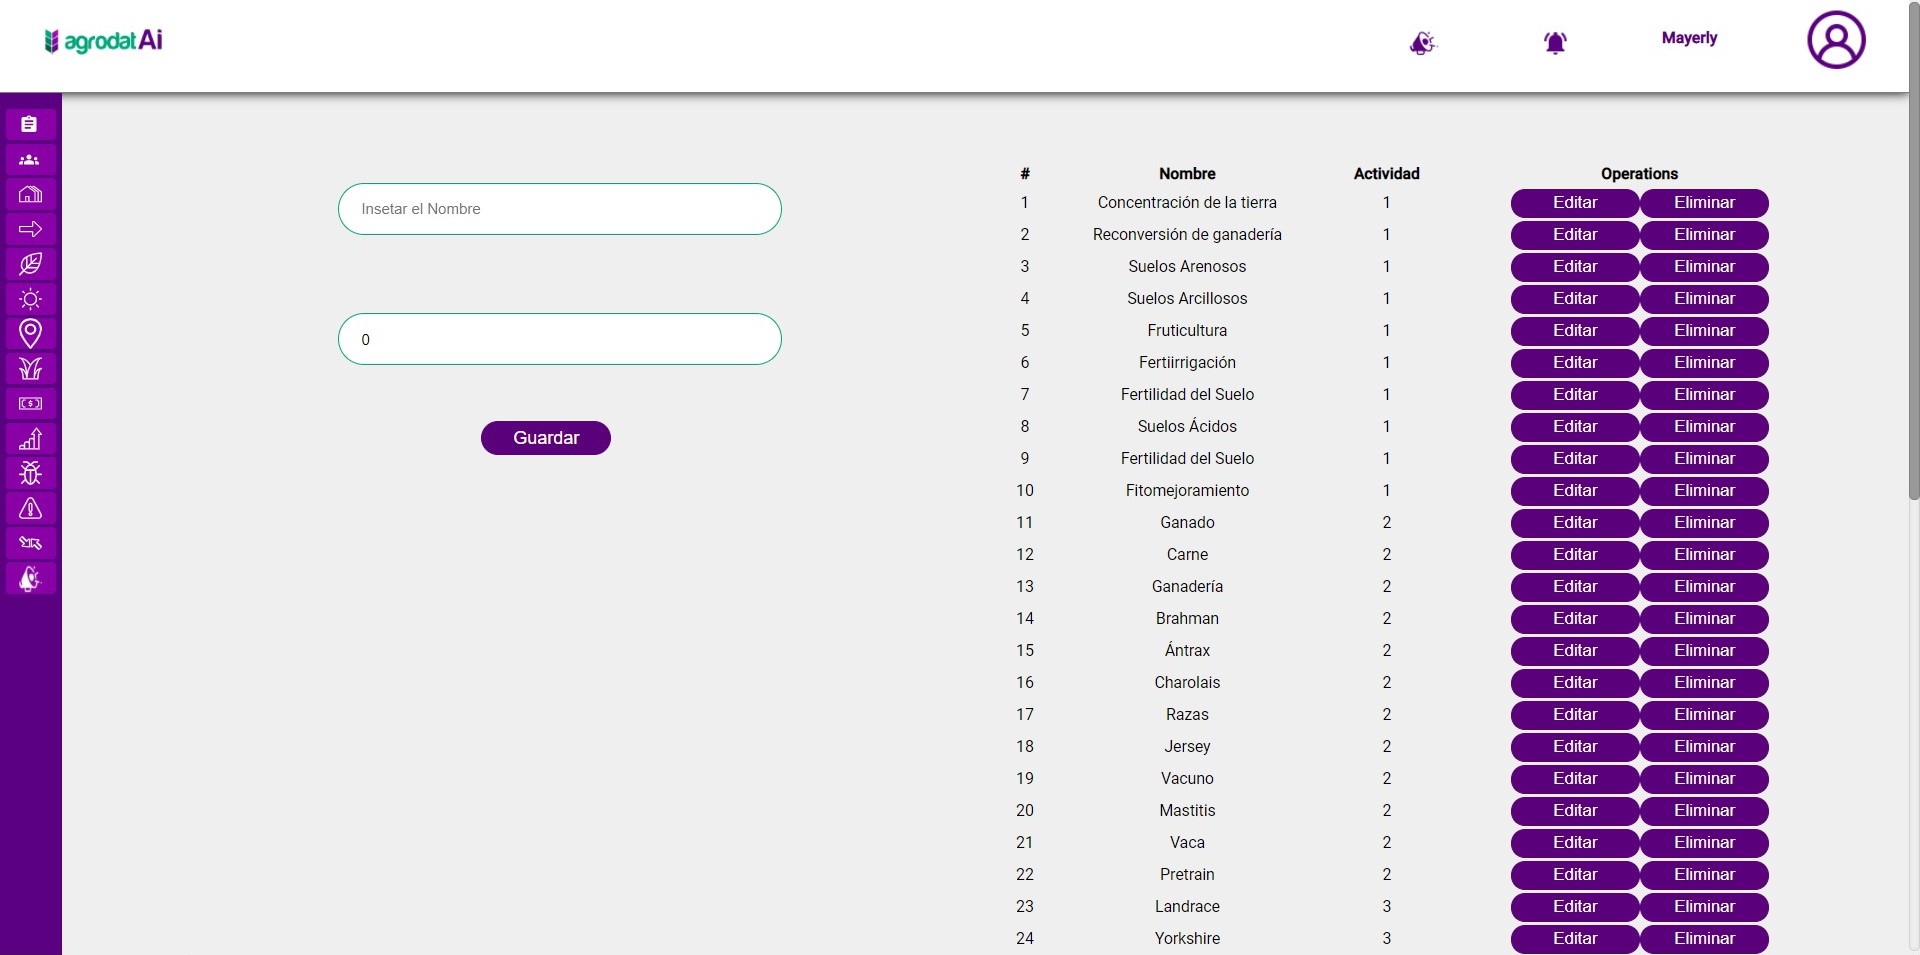 agrodatAi
Mayerly
Insetar el Nombre
0
Guardar
# Nombre Actividad Operations
1 Concentración de la tierra 1 Editar Eliminar
2 Reconversión de ganadería 1 Editar Eliminar
3 Suelos Arenosos 1 Editar Eliminar
4 Suelos Arcillosos 1 Editar Eliminar
5 Fruticultura 1 Editar Eliminar
6 Fertiirrigación 1 Editar Eliminar
7 Fertilidad del Suelo 1 Editar Eliminar
8 Suelos Ácidos 1 Editar Eliminar
9 Fertilidad del Suelo 1 Editar Eliminar
10 Fitomejoramiento 1 Editar Eliminar
11 Ganado 2 Editar Eliminar
12 Carne 2 Editar Eliminar
13 Ganadería 2 Editar Eliminar
14 Brahman 2 Editar Eliminar
15 Ántrax 2 Editar Eliminar
16 Charolais 2 Editar Eliminar
17 Razas 2 Editar Eliminar
18 Jersey 2 Editar Eliminar
19 Vacuno 2 Editar Eliminar
20 Mastitis 2 Editar Eliminar
21 Vaca 2 Editar Eliminar
22 Pretrain 2 Editar Eliminar
23 Landrace 3 Editar Eliminar
24 Yorkshire 3 Editar Eliminar